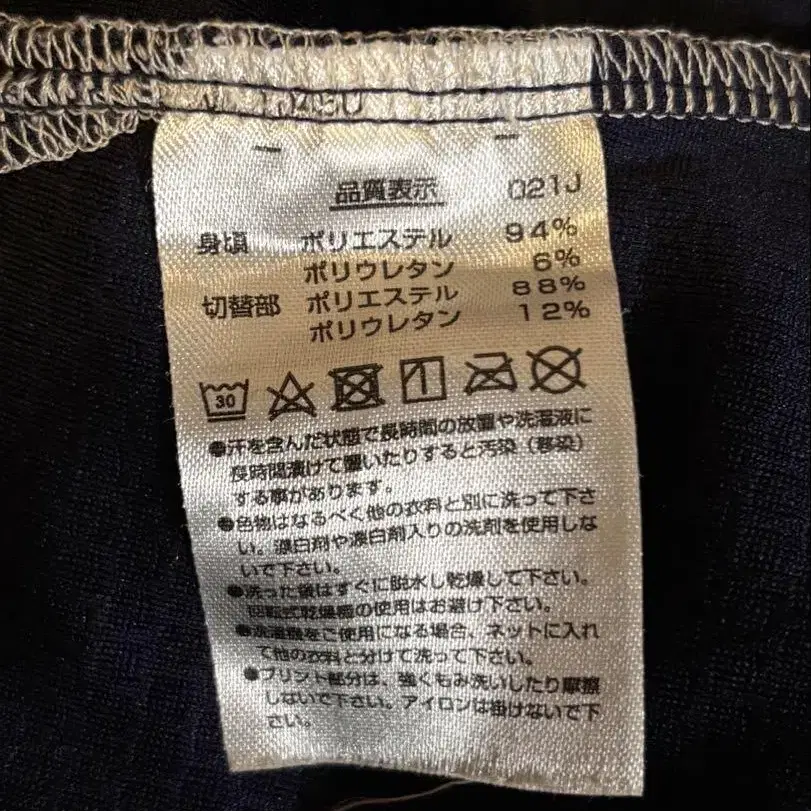 品質表示 021J
身頃 ポリエステル 94%
ポリウレタン 6%
切替部 ポリエステル 88%
ポリウレタン 12%
30
●汗を含んだ状態で長時間の放置や洗濯液に
長時間漬けて置いたりすると汚染(移染)
する事があります。
●色物はなるべく他の衣料と別に洗って下さ
い。漂白剤や漂白剤入りの洗剤を使用しな
いで下さい。
●洗った後はすぐに脱水し乾燥して下さい。
回転式乾燥機の使用はお避け下さい。
●洗濯機をご使用になる場合、ネットに入れ
て他の衣料と分けて洗って下さい。
●プリント部分は、強くもみ洗いしたり摩擦
しないで下さい。アイロンは掛けないで下
さい。